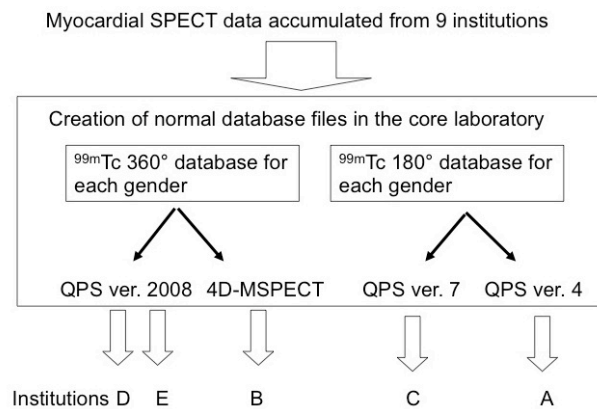 Myocardial SPECT data accumulated from 9 institutions
Creation of normal database files in the core laboratory
⁹⁹ᵐTc 360° database for
each gender
⁹⁹ᵐTc 180° database for
each gender
QPS ver. 2008 4D-MSPECT QPS ver. 7 QPS ver. 4
Institutions D E B C A